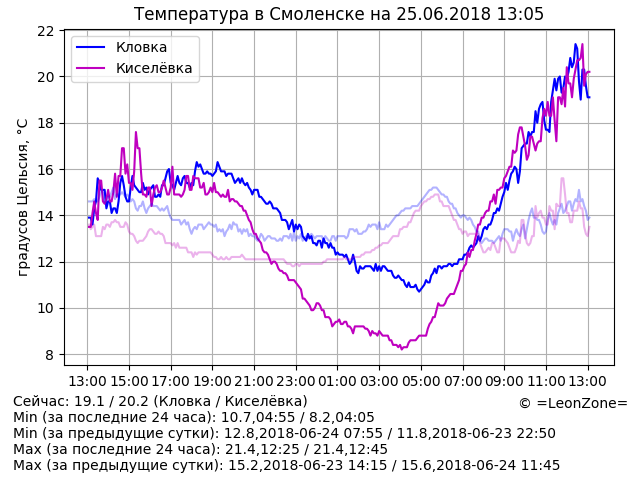 Температура в Смоленске на 25.06.2018 13:05
градусов Цельсия, °C
22
20
18
16
14
12
10
8
Кловка
Киселёвка
13:00 15:00 17:00 19:00 21:00 23:00 01:00 03:00 05:00 07:00 09:00 11:00 13:00
Сейчас: 19.1 / 20.2 (Кловка / Киселёвка)
© =LeonZone=
Min (за последние 24 часа): 10.7,04:55 / 8.2,04:05
Min (за предыдущие сутки): 12.8,2018-06-24 07:55 / 11.8,2018-06-23 22:50
Max (за последние 24 часа): 21.4,12:25 / 21.4,12:45
Max (за предыдущие сутки): 15.2,2018-06-23 14:15 / 15.6,2018-06-24 11:45